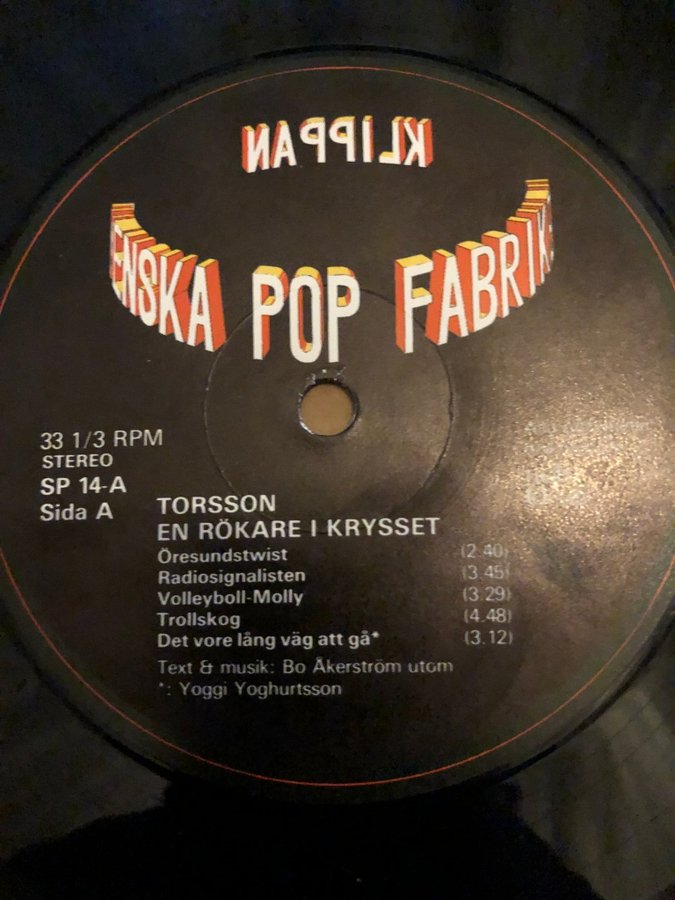 KLIPPAN
ENSKA POP FABRIK
33 1/3 RPM
STEREO
SP 14-A
Sida A
TORSSON
EN RÖKARE I KRYSSET
Öresundstwist (2.40)
Radiosignalisten (3.45)
Volleyboll-Molly (3.29)
Trollskog (4.48)
Det vore lång väg att gå* (3.12)
Text & musik: Bo Åkerström utom
*: Yoggi Yoghurtsson